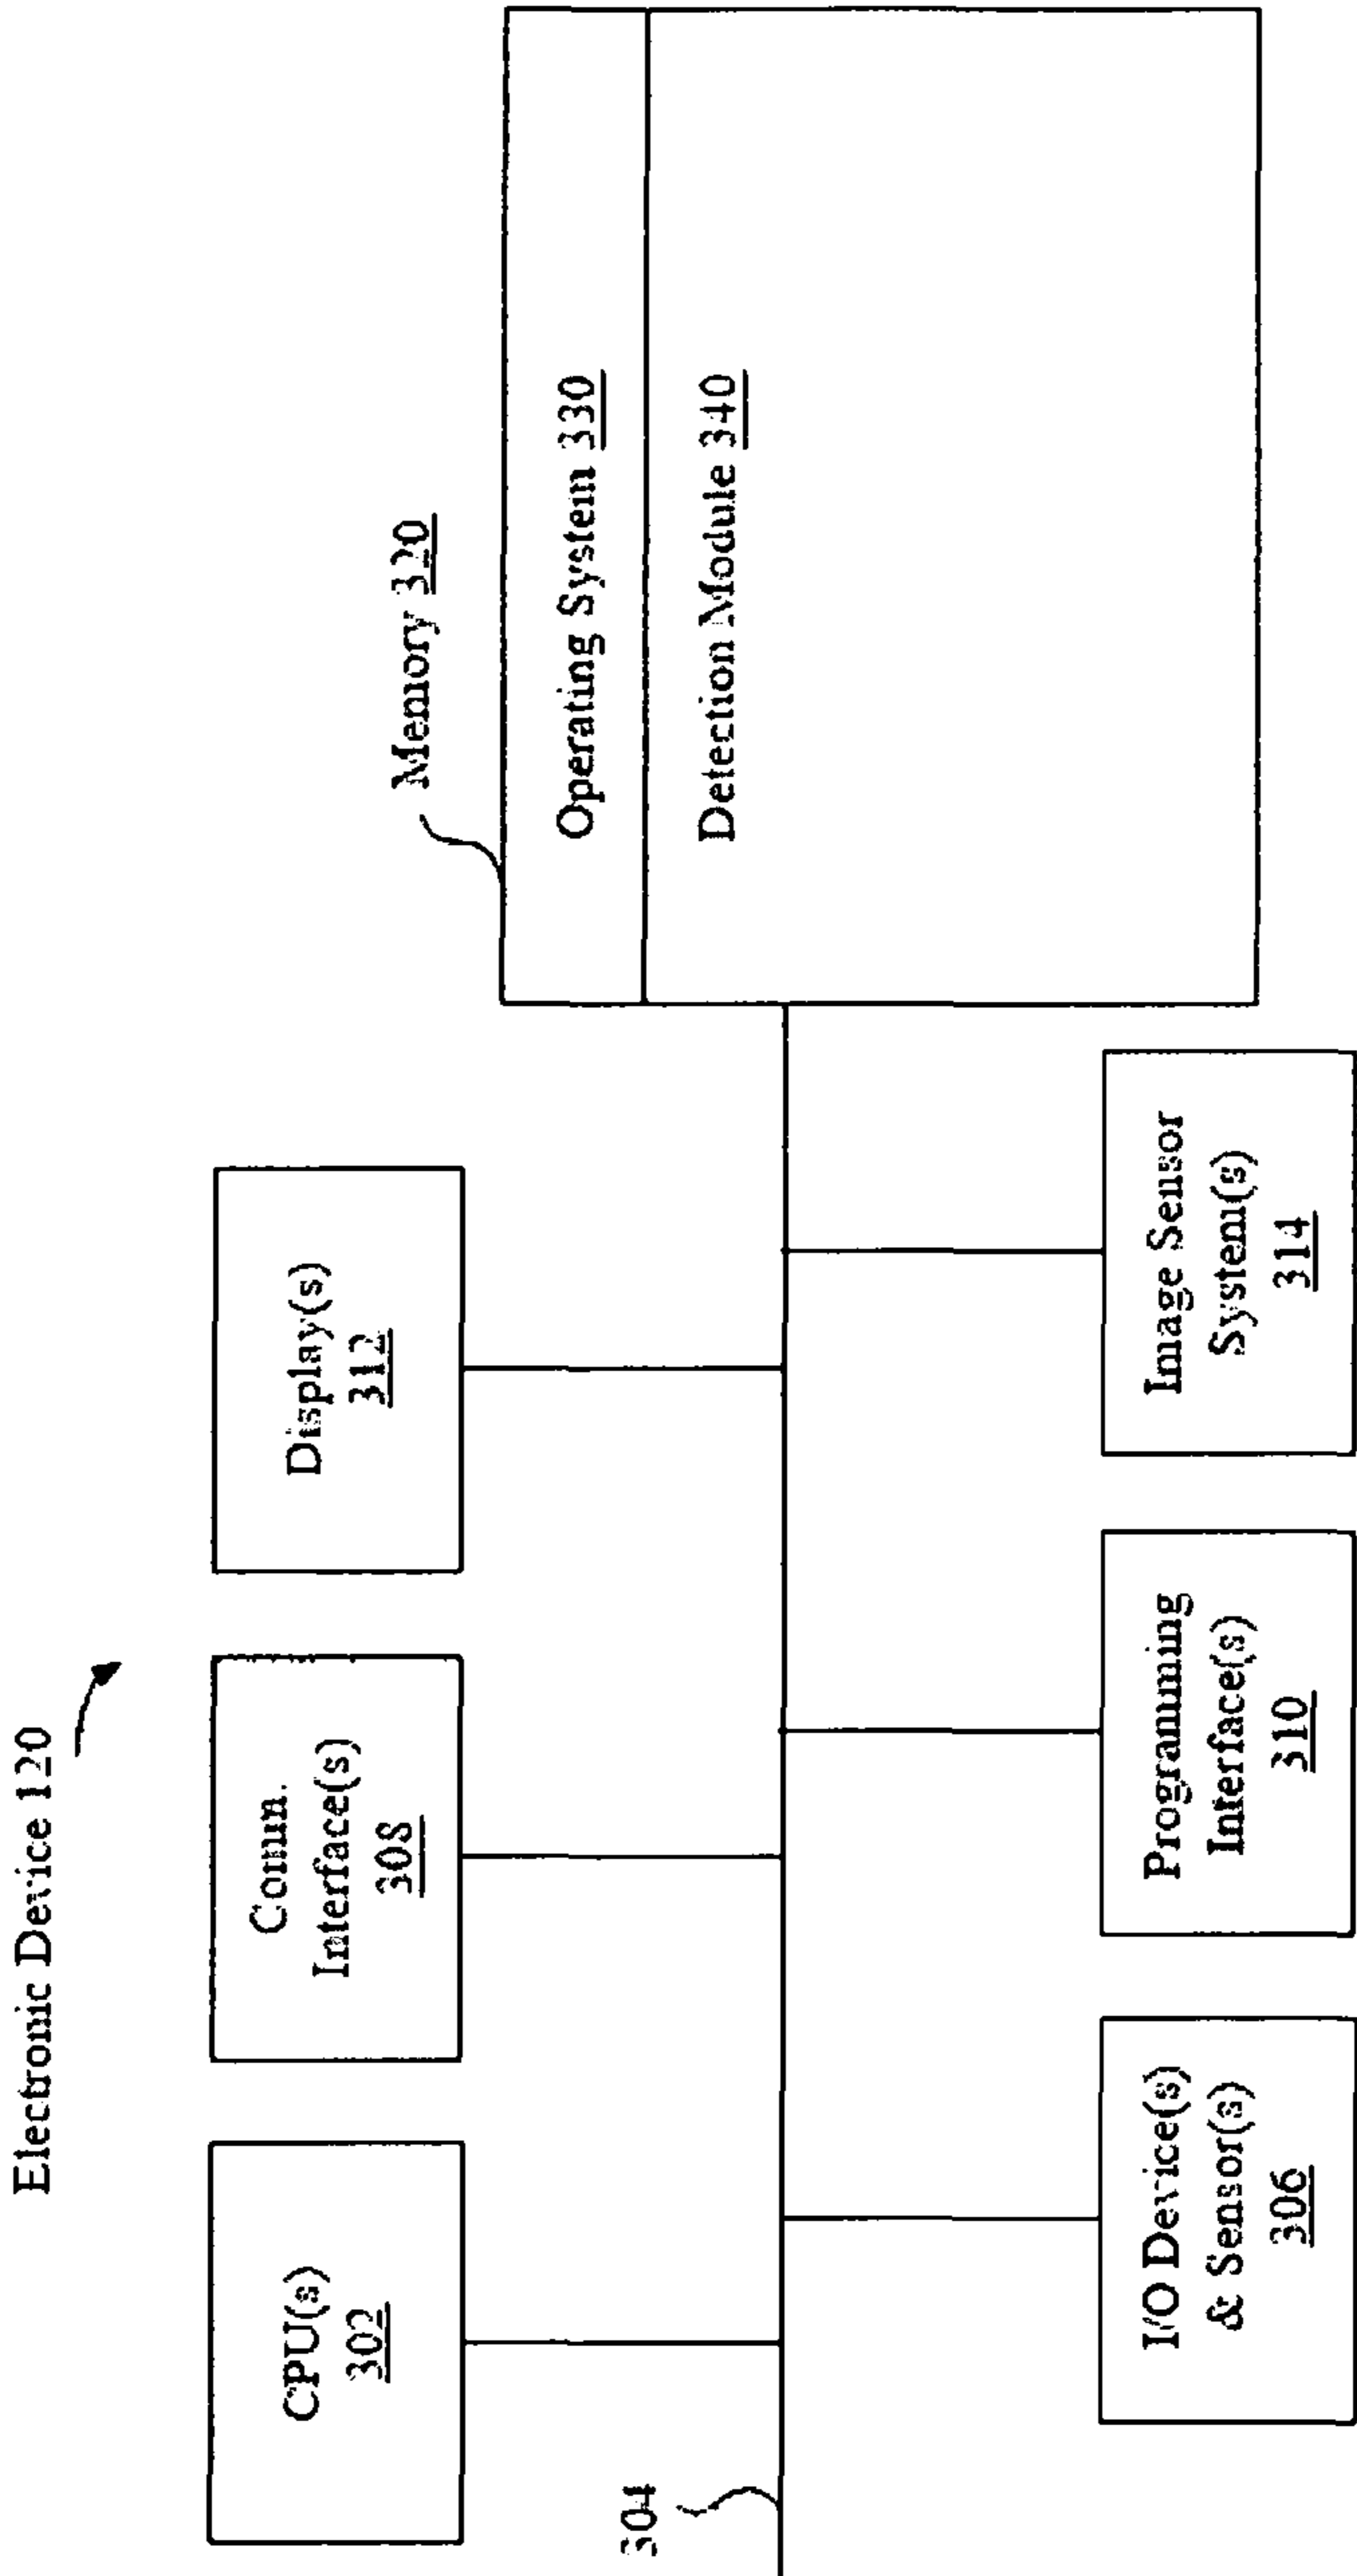 Electronic Device 120
CPU(s)
302
Comm.
Interface(s)
308
Display(s)
312
Memory 320
Operating System 330
Detection Module 340
304
I/O Device(s)
& Sensor(s)
306
Programming
Interface(s)
310
Image Sensor
System(s)
314